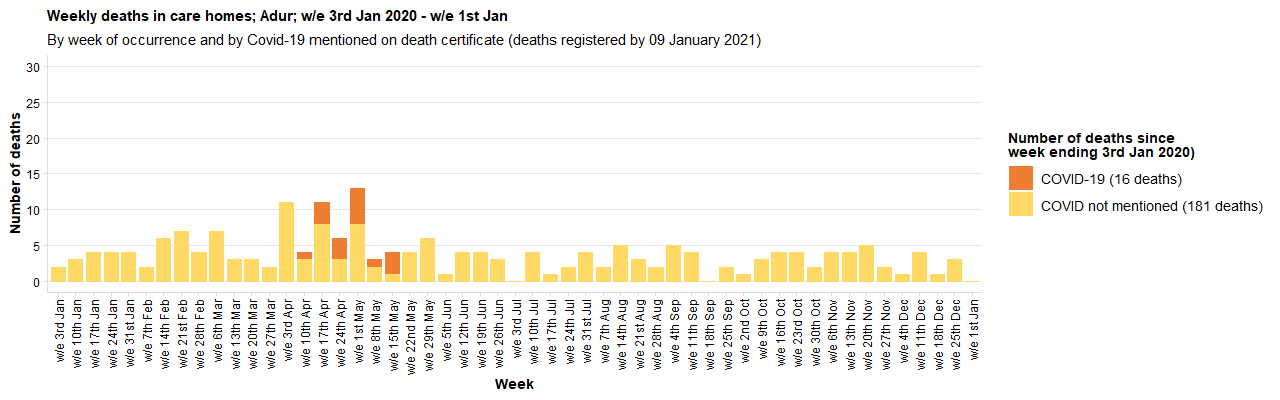 Weekly deaths in care homes; Adur; w/e 3rd Jan 2020 - w/e 1st Jan
By week of occurrence and by Covid-19 mentioned on death certificate (deaths registered by 09 January 2021)
Number of deaths
30
25
20
15
10
5
0
w/e 3rd Jan
w/e 10th Jan
w/e 17th Jan
w/e 24th Jan
w/e 31st Jan
w/e 7th Feb
w/e 14th Feb
w/e 21st Feb
w/e 28th Feb
w/e 6th Mar
w/e 13th Mar
w/e 20th Mar
w/e 27th Mar
w/e 3rd Apr
w/e 10th Apr
w/e 17th Apr
w/e 24th Apr
w/e 1st May
w/e 8th May
w/e 15th May
w/e 22nd May
w/e 29th May
w/e 5th Jun
w/e 12th Jun
w/e 19th Jun
w/e 26th Jun
w/e 3rd Jul
w/e 10th Jul
w/e 17th Jul
w/e 24th Jul
w/e 31st Jul
w/e 7th Aug
w/e 14th Aug
w/e 21st Aug
w/e 28th Aug
w/e 4th Sep
w/e 11th Sep
w/e 18th Sep
w/e 25th Sep
w/e 2nd Oct
w/e 9th Oct
w/e 16th Oct
w/e 23rd Oct
w/e 30th Oct
w/e 6th Nov
w/e 13th Nov
w/e 20th Nov
w/e 27th Nov
w/e 4th Dec
w/e 11th Dec
w/e 18th Dec
w/e 25th Dec
w/e 1st Jan
Week
Number of deaths since
week ending 3rd Jan 2020)
COVID-19 (16 deaths)
COVID not mentioned (181 deaths)